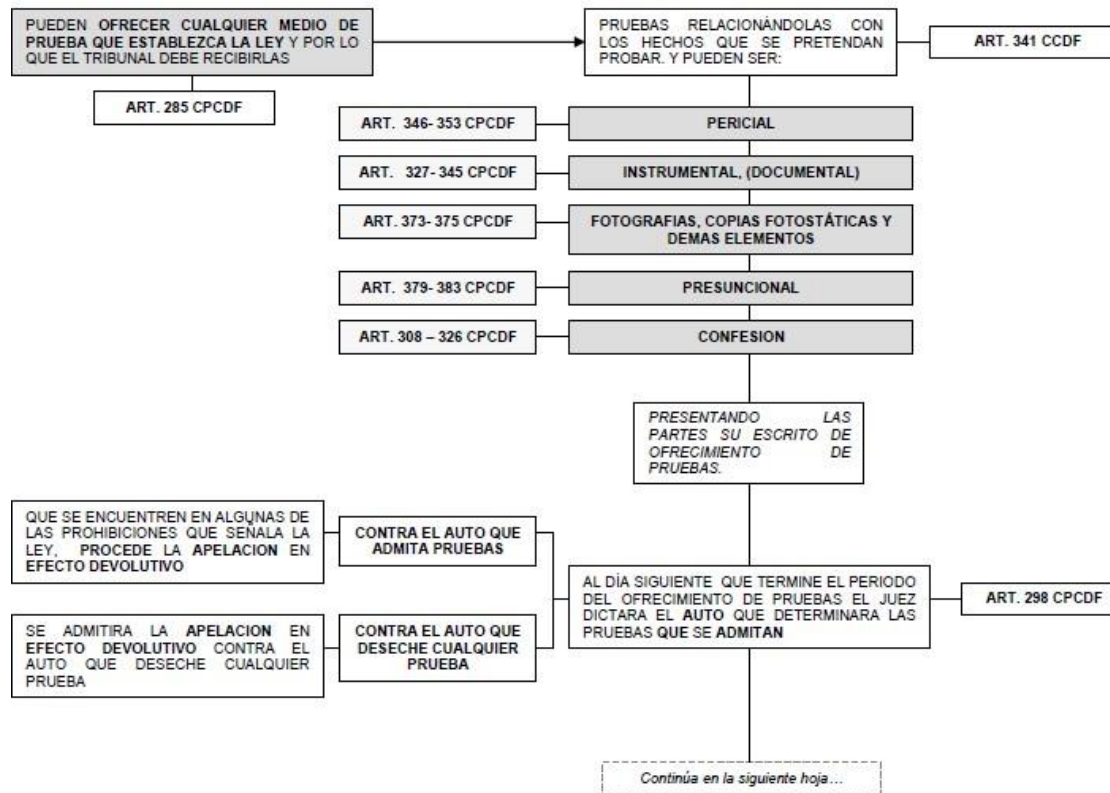 PUEDEN OFRECER CUALQUIER MEDIO DE
PRUEBA QUE ESTABLEZCA LA LEY Y POR LO
QUE EL TRIBUNAL DEBE RECIBIRLAS
ART. 285 CPCDF
PRUEBAS RELACIONÁNDOLAS CON
LOS HECHOS QUE SE PRETENDAN
PROBAR. Y PUEDEN SER:
ART. 341 CCDF
ART. 346- 353 CPCDF
PERICIAL
ART. 327- 345 CPCDF
INSTRUMENTAL, (DOCUMENTAL)
ART. 373- 375 CPCDF
FOTOGRAFIAS, COPIAS FOTOSTÁTICAS Y
DEMAS ELEMENTOS
ART. 379- 383 CPCDF
PRESUNCIONAL
ART. 308 – 326 CPCDF
CONFESION
PRESENTANDO LAS
PARTES SU ESCRITO DE
OFRECIMIENTO DE
PRUEBAS.
QUE SE ENCUENTREN EN ALGUNAS DE
LAS PROHIBICIONES QUE SEÑALA LA
LEY, PROCEDE LA APELACION EN
EFECTO DEVOLUTIVO
CONTRA EL AUTO QUE
ADMITA PRUEBAS
SE ADMITIRA LA APELACION EN
EFECTO DEVOLUTIVO CONTRA EL
AUTO QUE DESECHE CUALQUIER
PRUEBA
CONTRA EL AUTO QUE
DESECHE CUALQUIER
PRUEBA
AL DÍA SIGUIENTE QUE TERMINE EL PERIODO
DEL OFRECIMIENTO DE PRUEBAS EL JUEZ
DICTARA EL AUTO QUE DETERMINARA LAS
PRUEBAS QUE SE ADMITAN
ART. 298 CPCDF
Continúa en la siguiente hoja…